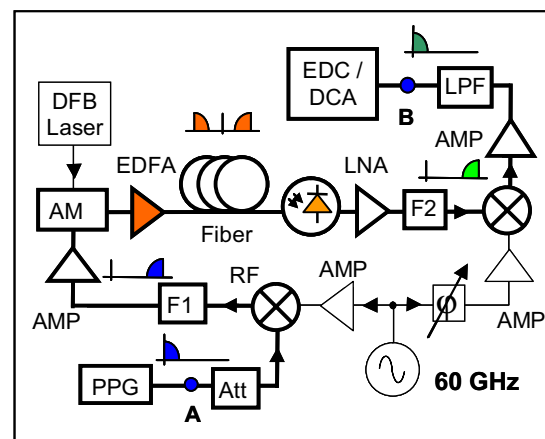 DFB
Laser
EDFA
AM
Fiber
LNA
F2
EDC /
DCA
B
LPF
AMP
AMP
F1
RF
AMP
φ
AMP
PPG
A
Att
60 GHz